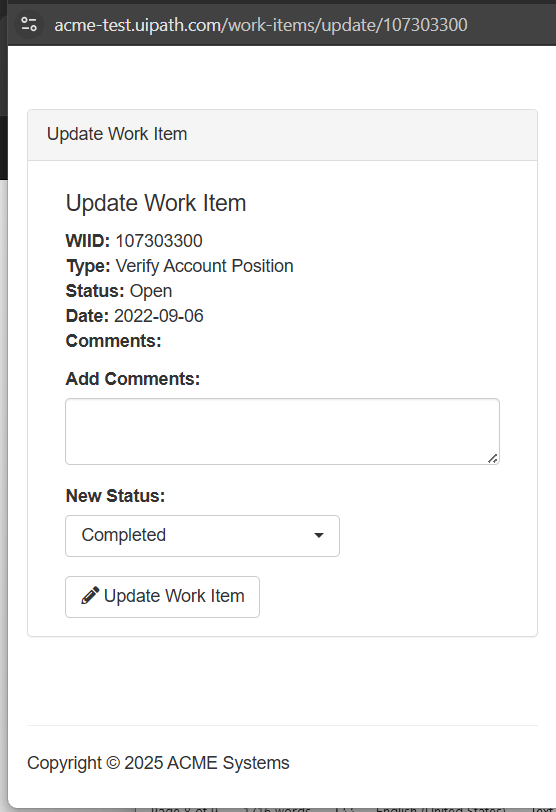 acme-test.uipath.com/work-items/update/107303300
Update Work Item
Update Work Item
WIID: 107303300
Type: Verify Account Position
Status: Open
Date: 2022-09-06
Comments:
Add Comments:
New Status:
Completed
Update Work Item
Copyright © 2025 ACME Systems